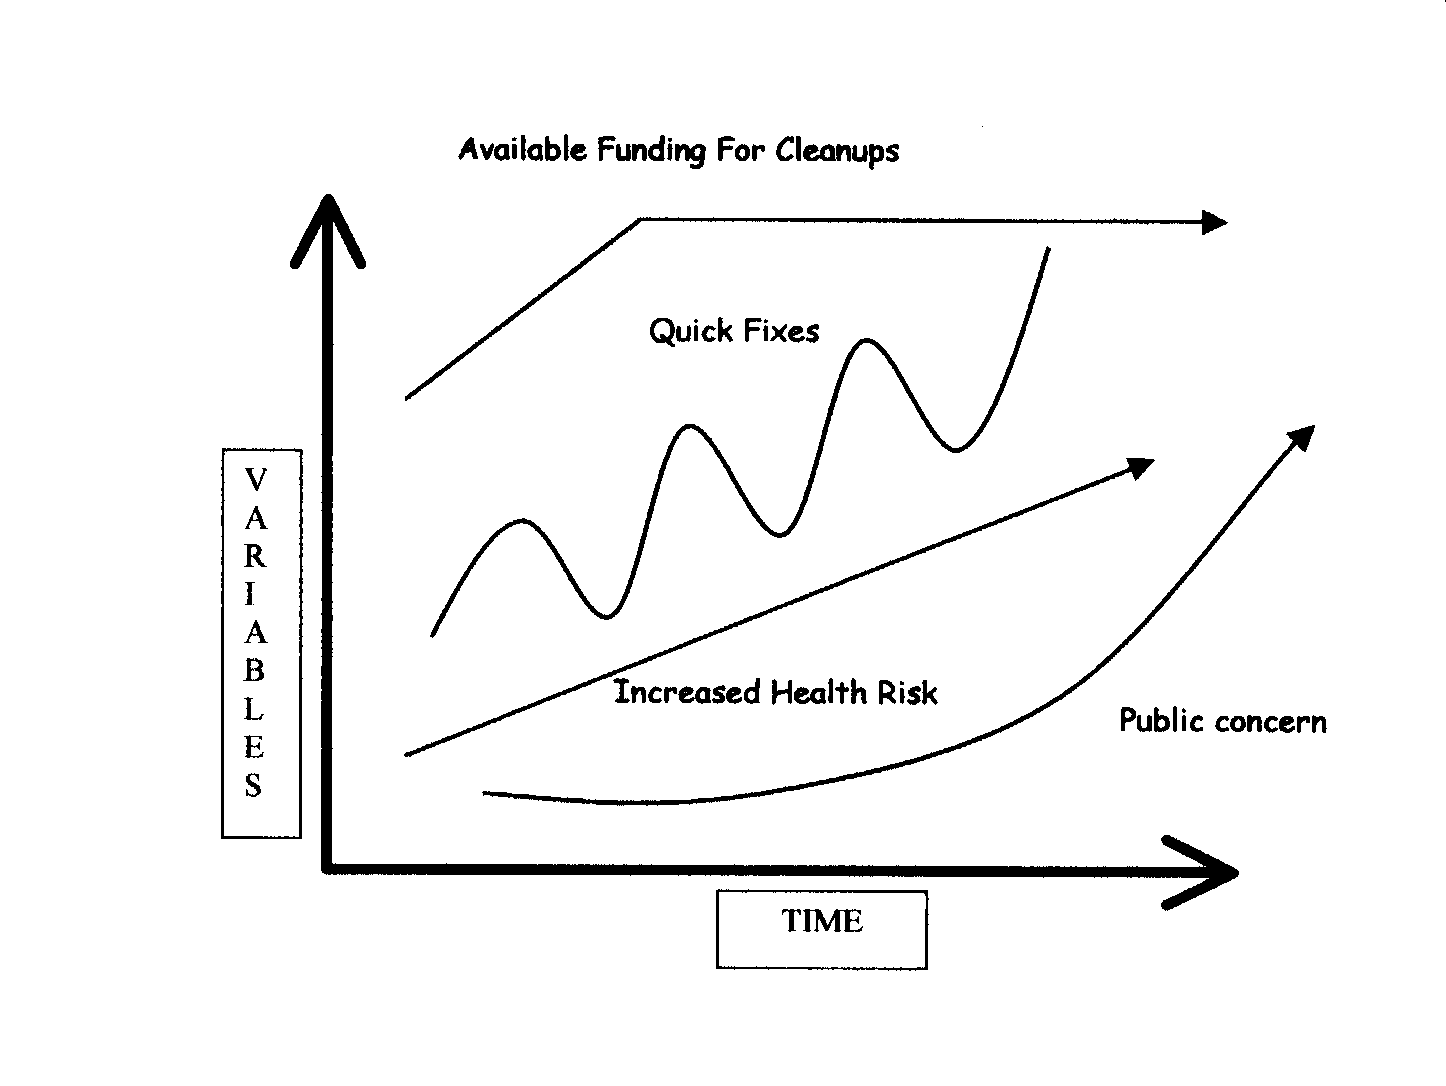 Available Funding For Cleanups
Quick Fixes
VARIABLES
Increased Health Risk
Public concern
TIME